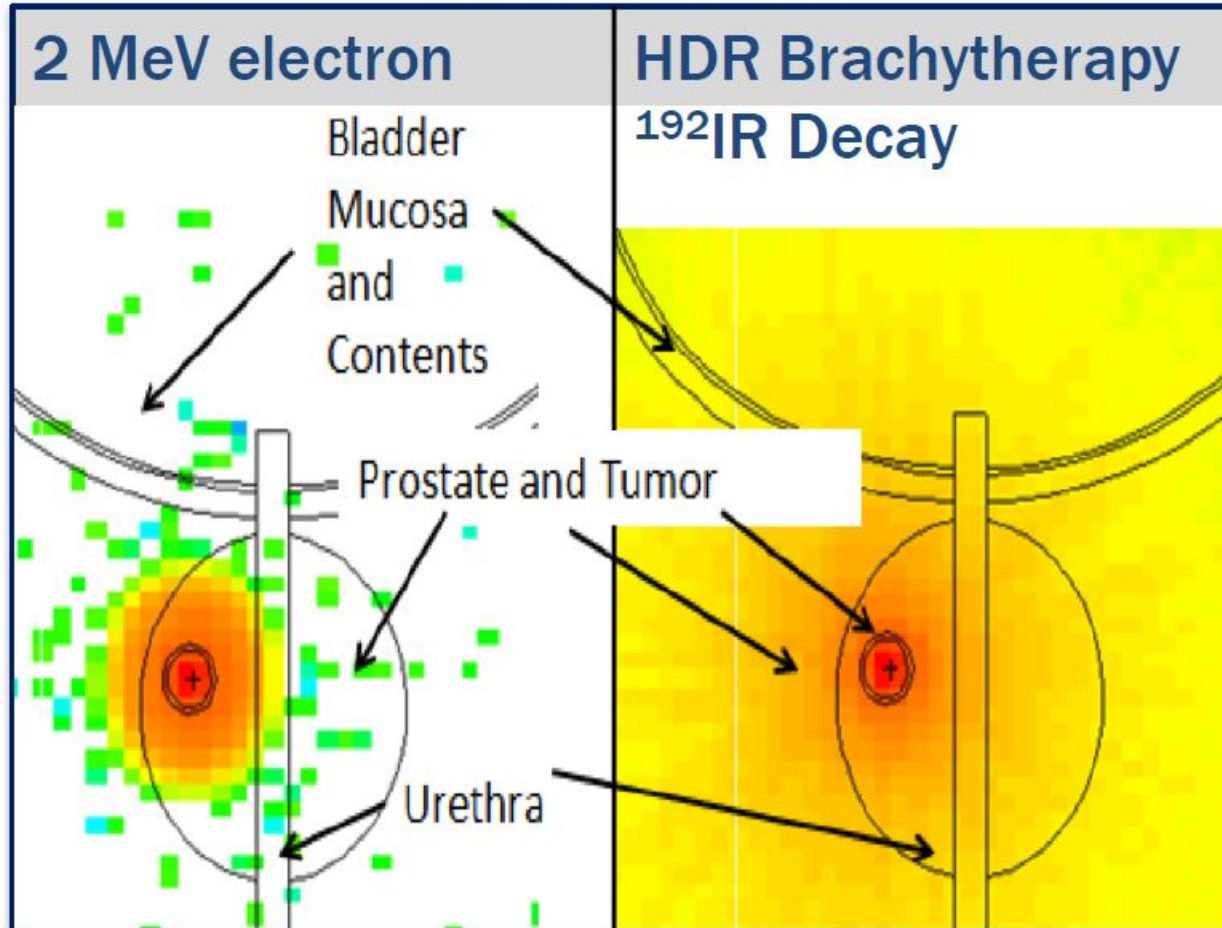 2 MeV electron
HDR Brachytherapy
¹⁹²IR Decay
Bladder
Mucosa
and
Contents
Prostate and Tumor
Urethra